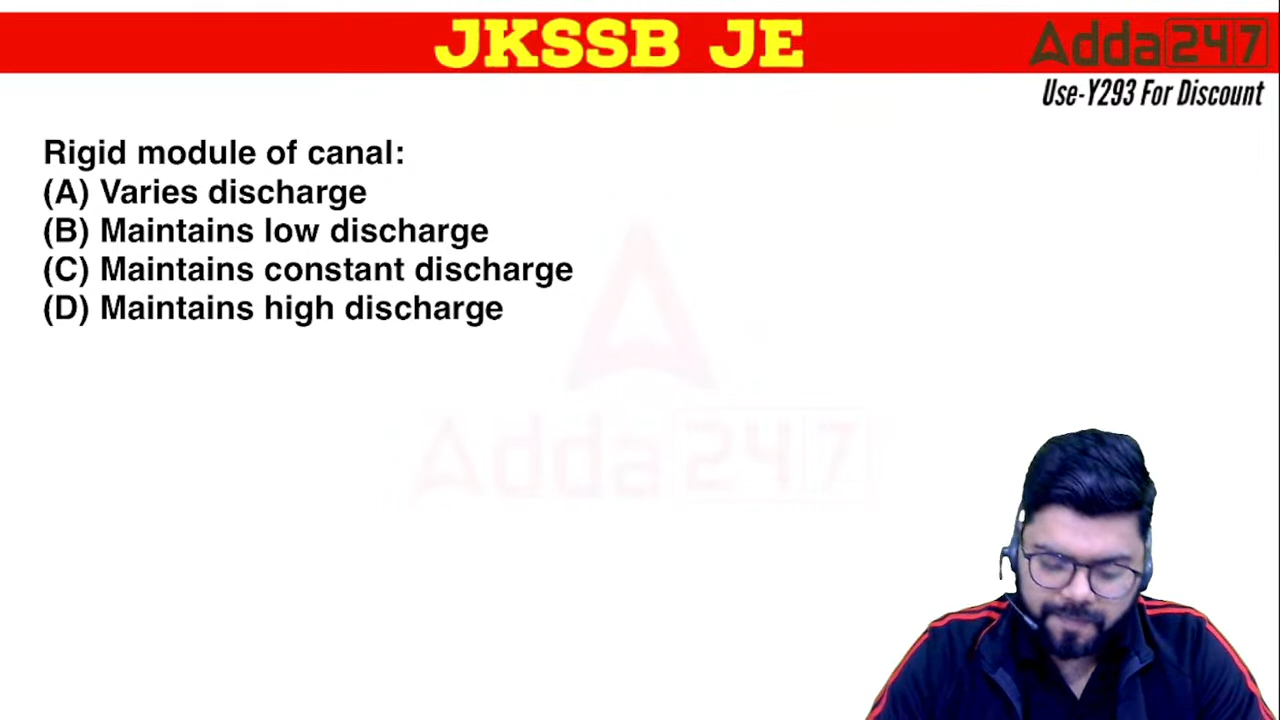 JKSSB JE
Adda247
Use-Y293 For Discount
Rigid module of canal:
(A) Varies discharge
(B) Maintains low discharge
(C) Maintains constant discharge
(D) Maintains high discharge
Adda247